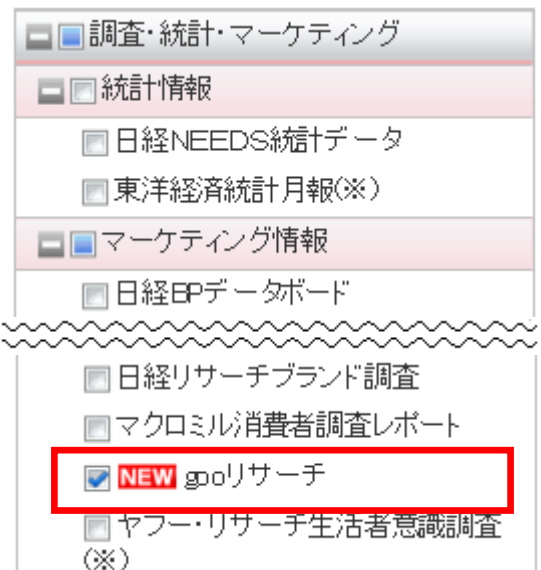 調査・統計・マーケティング
統計情報
日経NEEDS統計データ
東洋経済統計月報(※)
マーケティング情報
日経BPデータボード
日経リサーチブランド調査
マクロミル消費者調査レポート
NEW gooリサーチ
ヤフー・リサーチ生活者意識調査
(※)